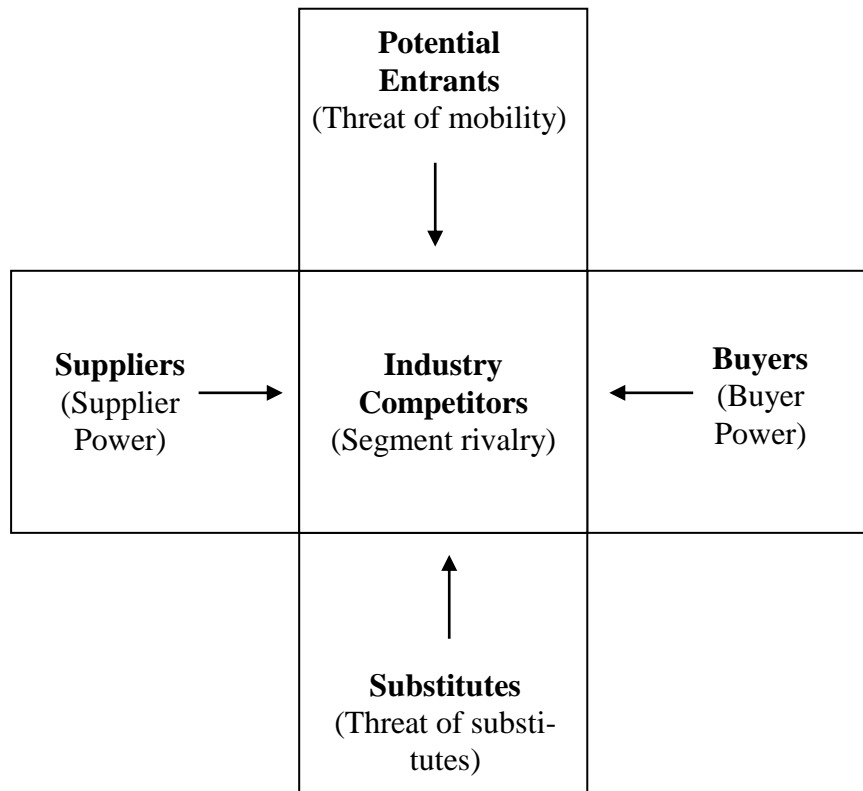 Potential
Entrants
(Threat of mobility)
Suppliers
(Supplier
Power)
Industry
Competitors
(Segment rivalry)
Buyers
(Buyer
Power)
Substitutes
(Threat of substi-
tutes)